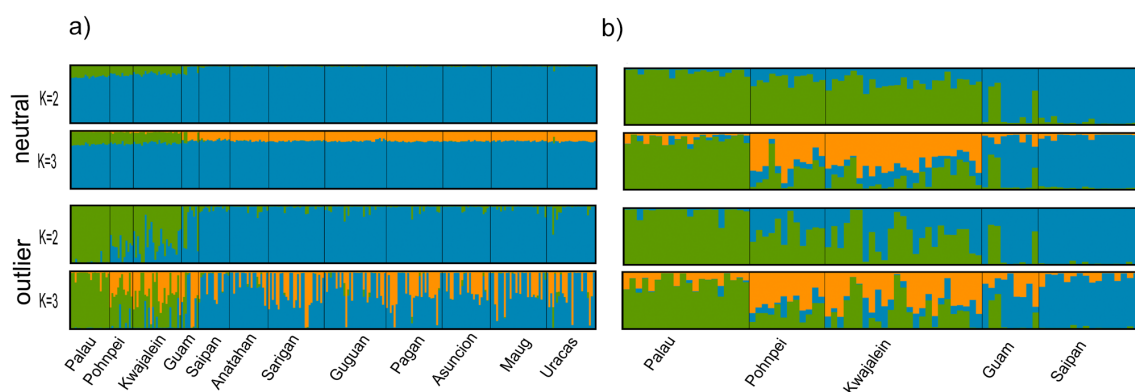 a)
b)
neutral
K=2
K=3
outlier
K=2
K=3
Palau
Pohnpei
Kwajalein
Guam
Saipan
Anatahan
Sarigan
Guguan
Pagan
Asuncion
Maug
Uracas
Palau
Pohnpei
Kwajalein
Guam
Saipan